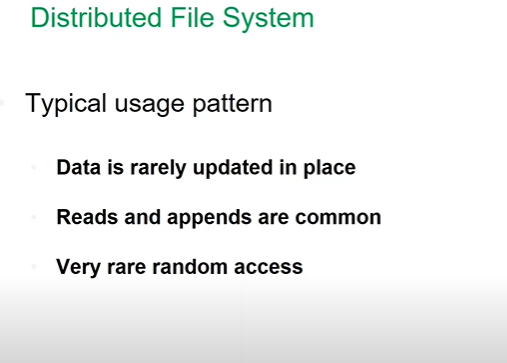 Distributed File System
Typical usage pattern
Data is rarely updated in place
Reads and appends are common
Very rare random access